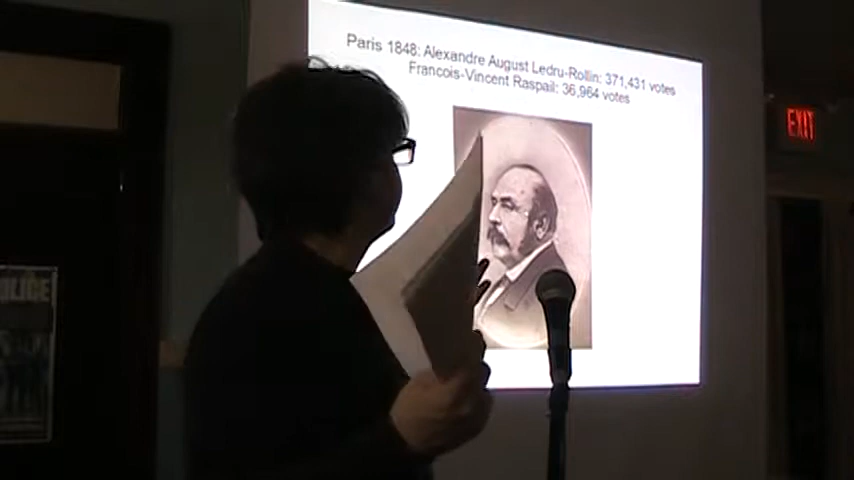 Paris 1848: Alexandre August Ledru-Rollin: 371,431 votes
Francois-Vincent Raspail: 36,964 votes
EXIT